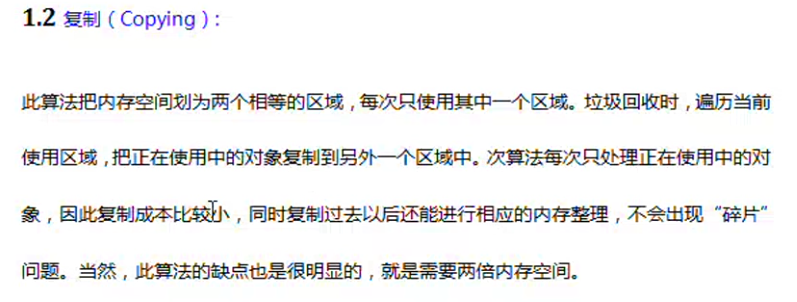 1.2 复制（Copying）:
此算法把内存空间划为两个相等的区域，每次只使用其中一个区域。垃圾回收时，遍历当前
使用区域，把正在使用中的对象复制到另外一个区域中。次算法每次只处理正在使用中的对
象，因此复制成本比较小，同时复制过去以后还能进行相应的内存整理，不会出现“碎片”
问题。当然，此算法的缺点也是很明显的，就是需要两倍内存空间。